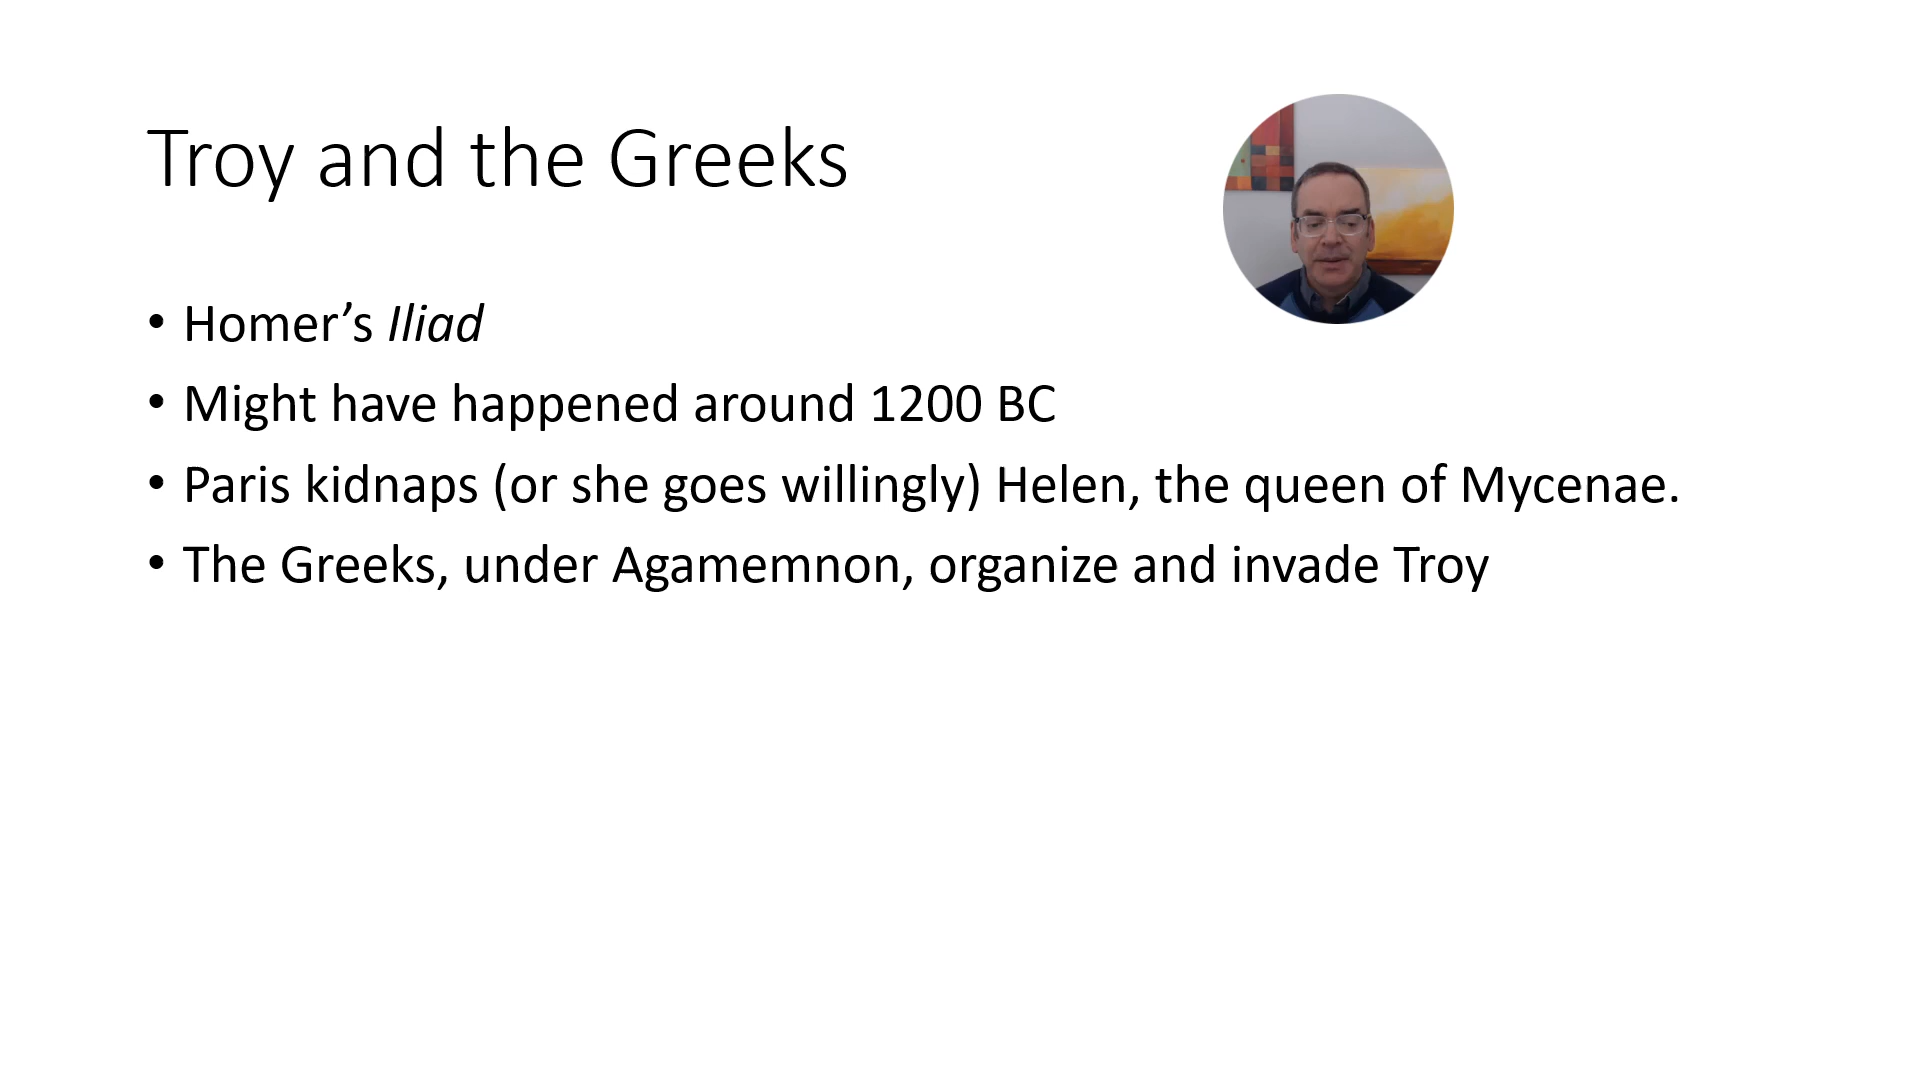 Troy and the Greeks
• Homer’s Iliad
• Might have happened around 1200 BC
• Paris kidnaps (or she goes willingly) Helen, the queen of Mycenae.
• The Greeks, under Agamemnon, organize and invade Troy